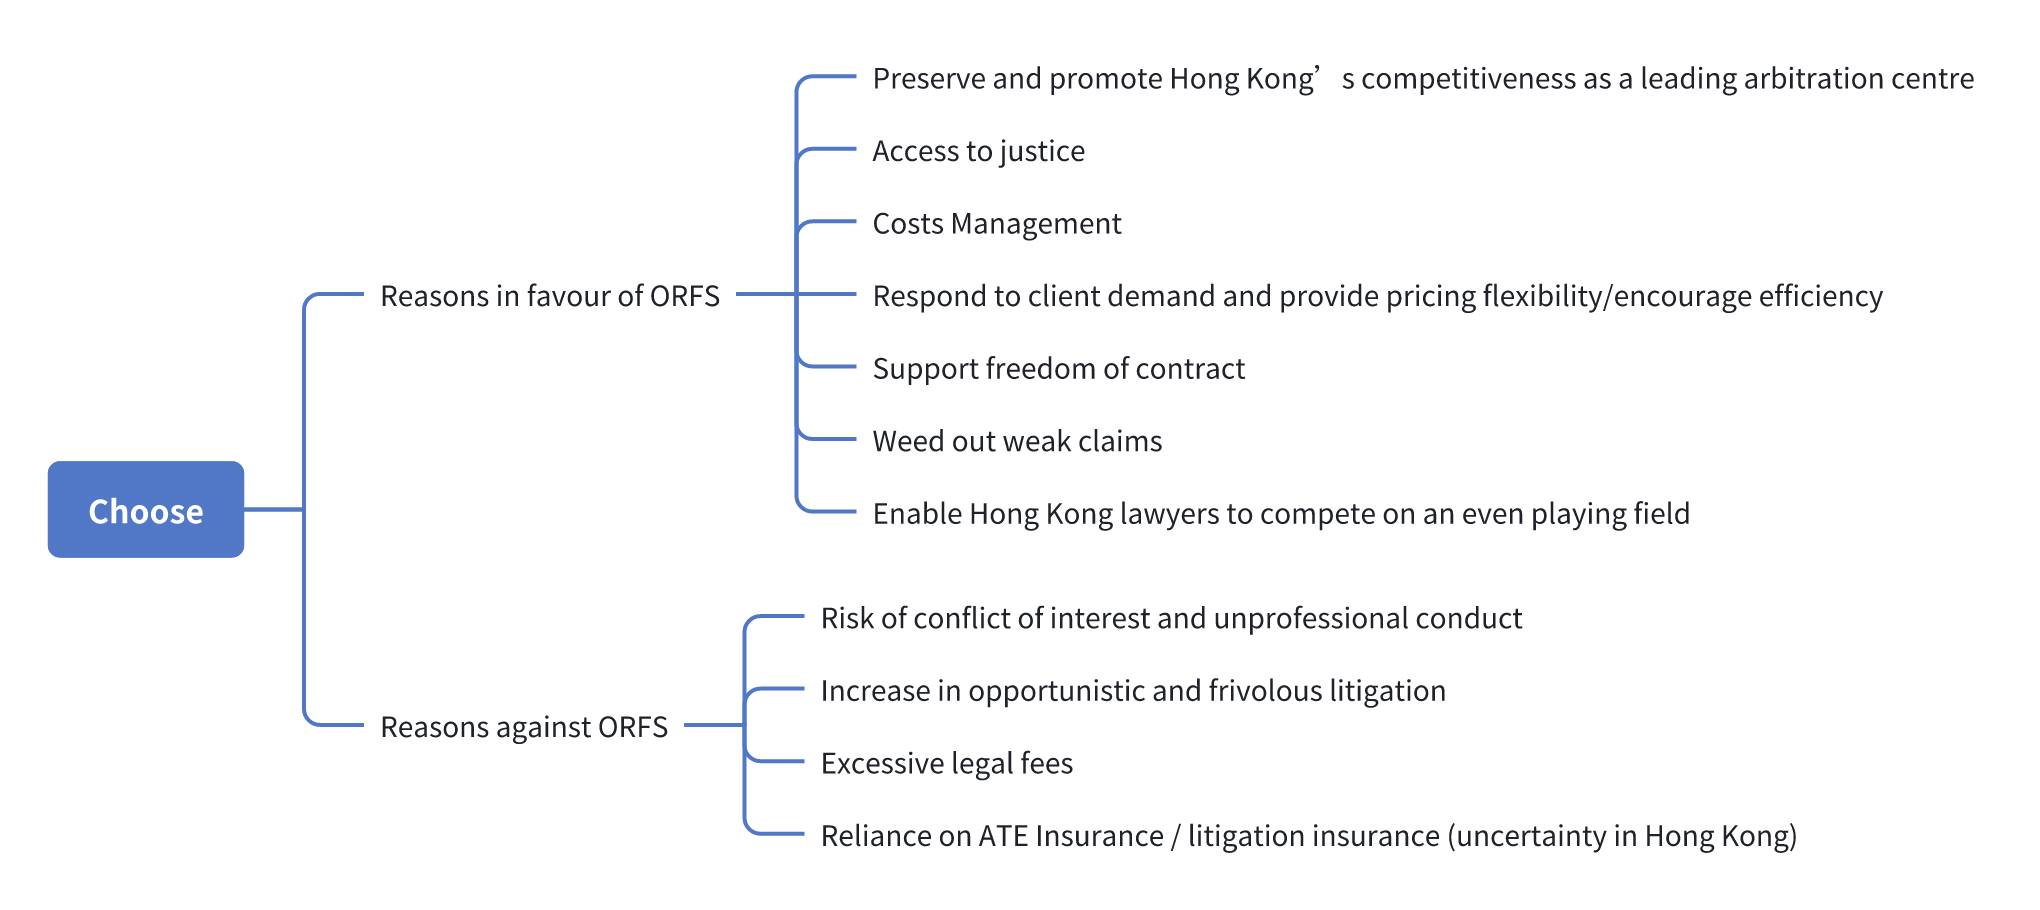 Choose
Reasons in favour of ORFS
Preserve and promote Hong Kong’s competitiveness as a leading arbitration centre
Access to justice
Costs Management
Respond to client demand and provide pricing flexibility/encourage efficiency
Support freedom of contract
Weed out weak claims
Enable Hong Kong lawyers to compete on an even playing field
Reasons against ORFS
Risk of conflict of interest and unprofessional conduct
Increase in opportunistic and frivolous litigation
Excessive legal fees
Reliance on ATE Insurance / litigation insurance (uncertainty in Hong Kong)